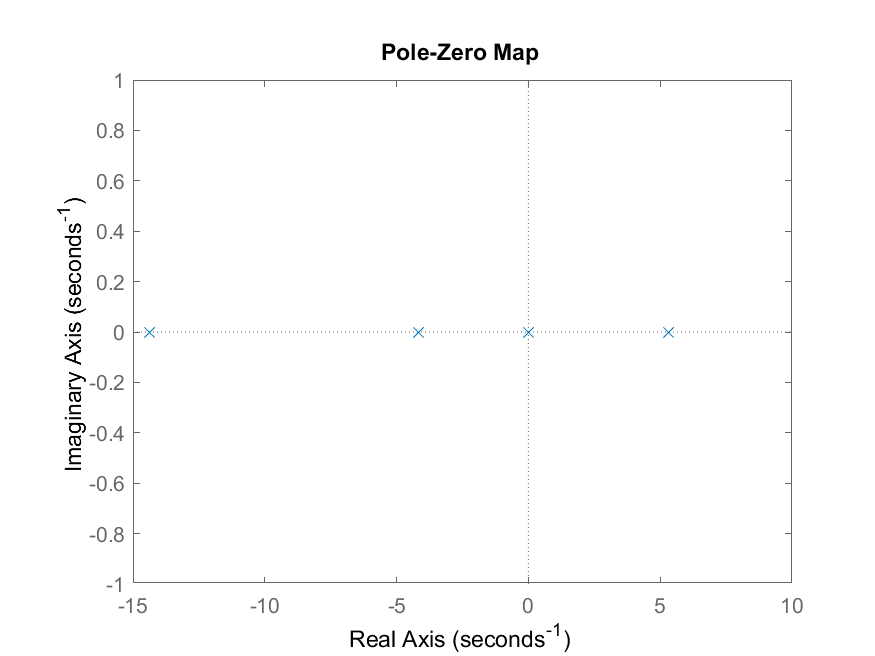 Pole-Zero Map
1
0.8
0.6
0.4
0.2
0
-0.2
-0.4
-0.6
-0.8
-1
Imaginary Axis (seconds⁻¹)
-15 -10 -5 0 5 10
Real Axis (seconds⁻¹)